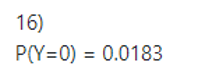 16)
P(Y=0) = 0.0183